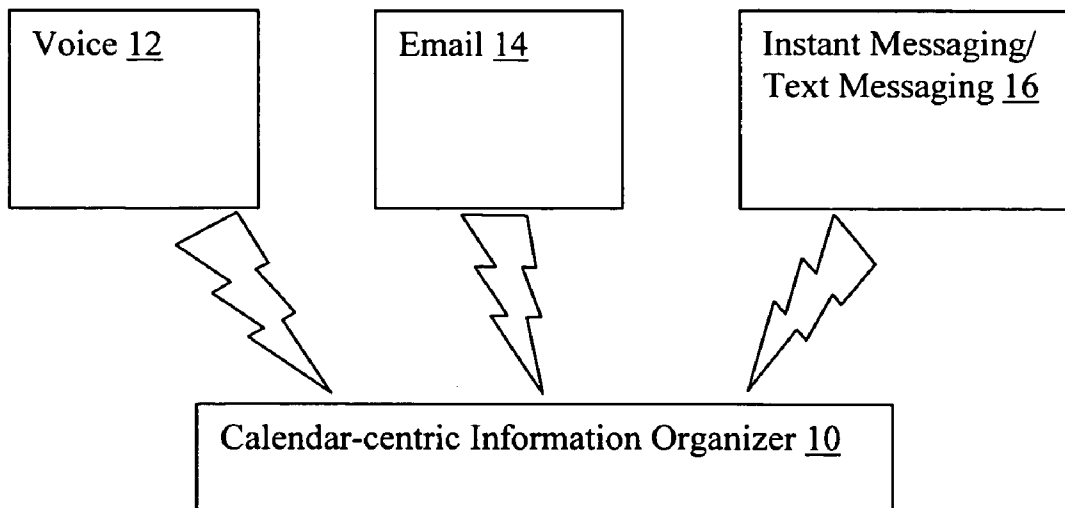 Voice 12
Email 14
Instant Messaging/
Text Messaging 16
Calendar-centric Information Organizer 10